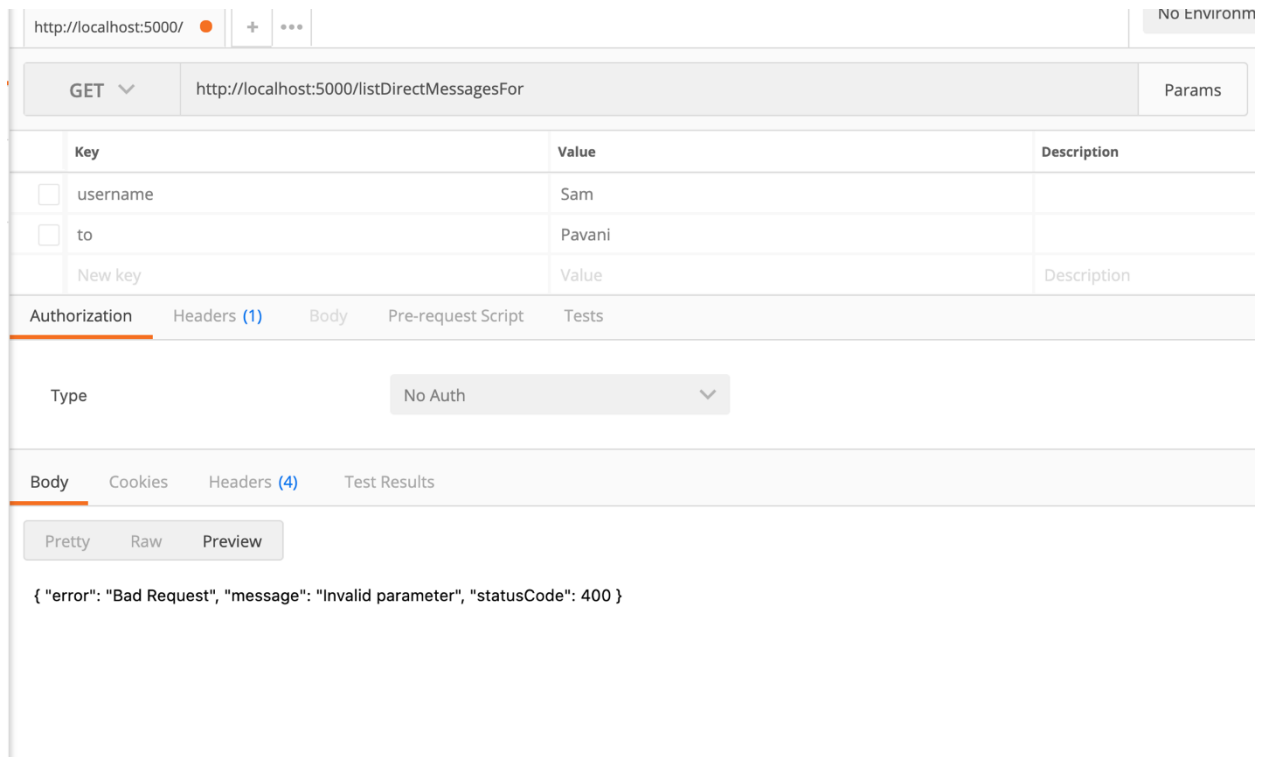 http://localhost:5000/ + ••• No Environm
GET http://localhost:5000/listDirectMessagesFor Params
Key Value Description
username Sam
to Pavani
New key Value Description
Authorization Headers (1) Body Pre-request Script Tests
Type No Auth
Body Cookies Headers (4) Test Results
Pretty Raw Preview
{ "error": "Bad Request", "message": "Invalid parameter", "statusCode": 400 }